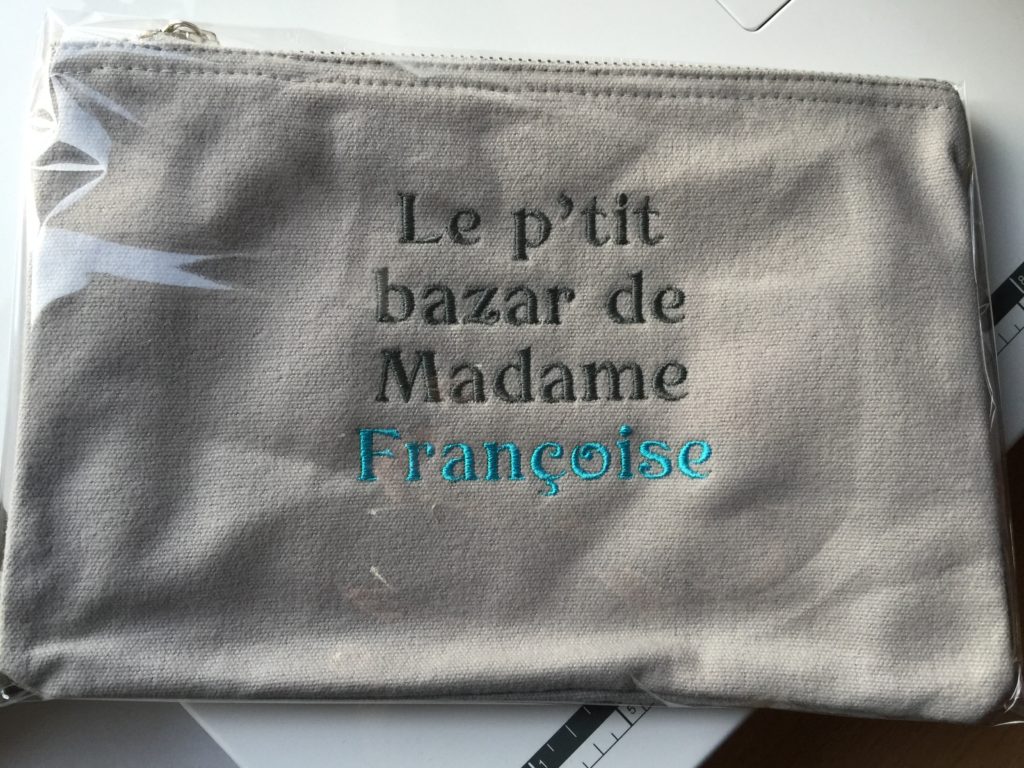 Le p'tit
bazar de
Madame
Françoise